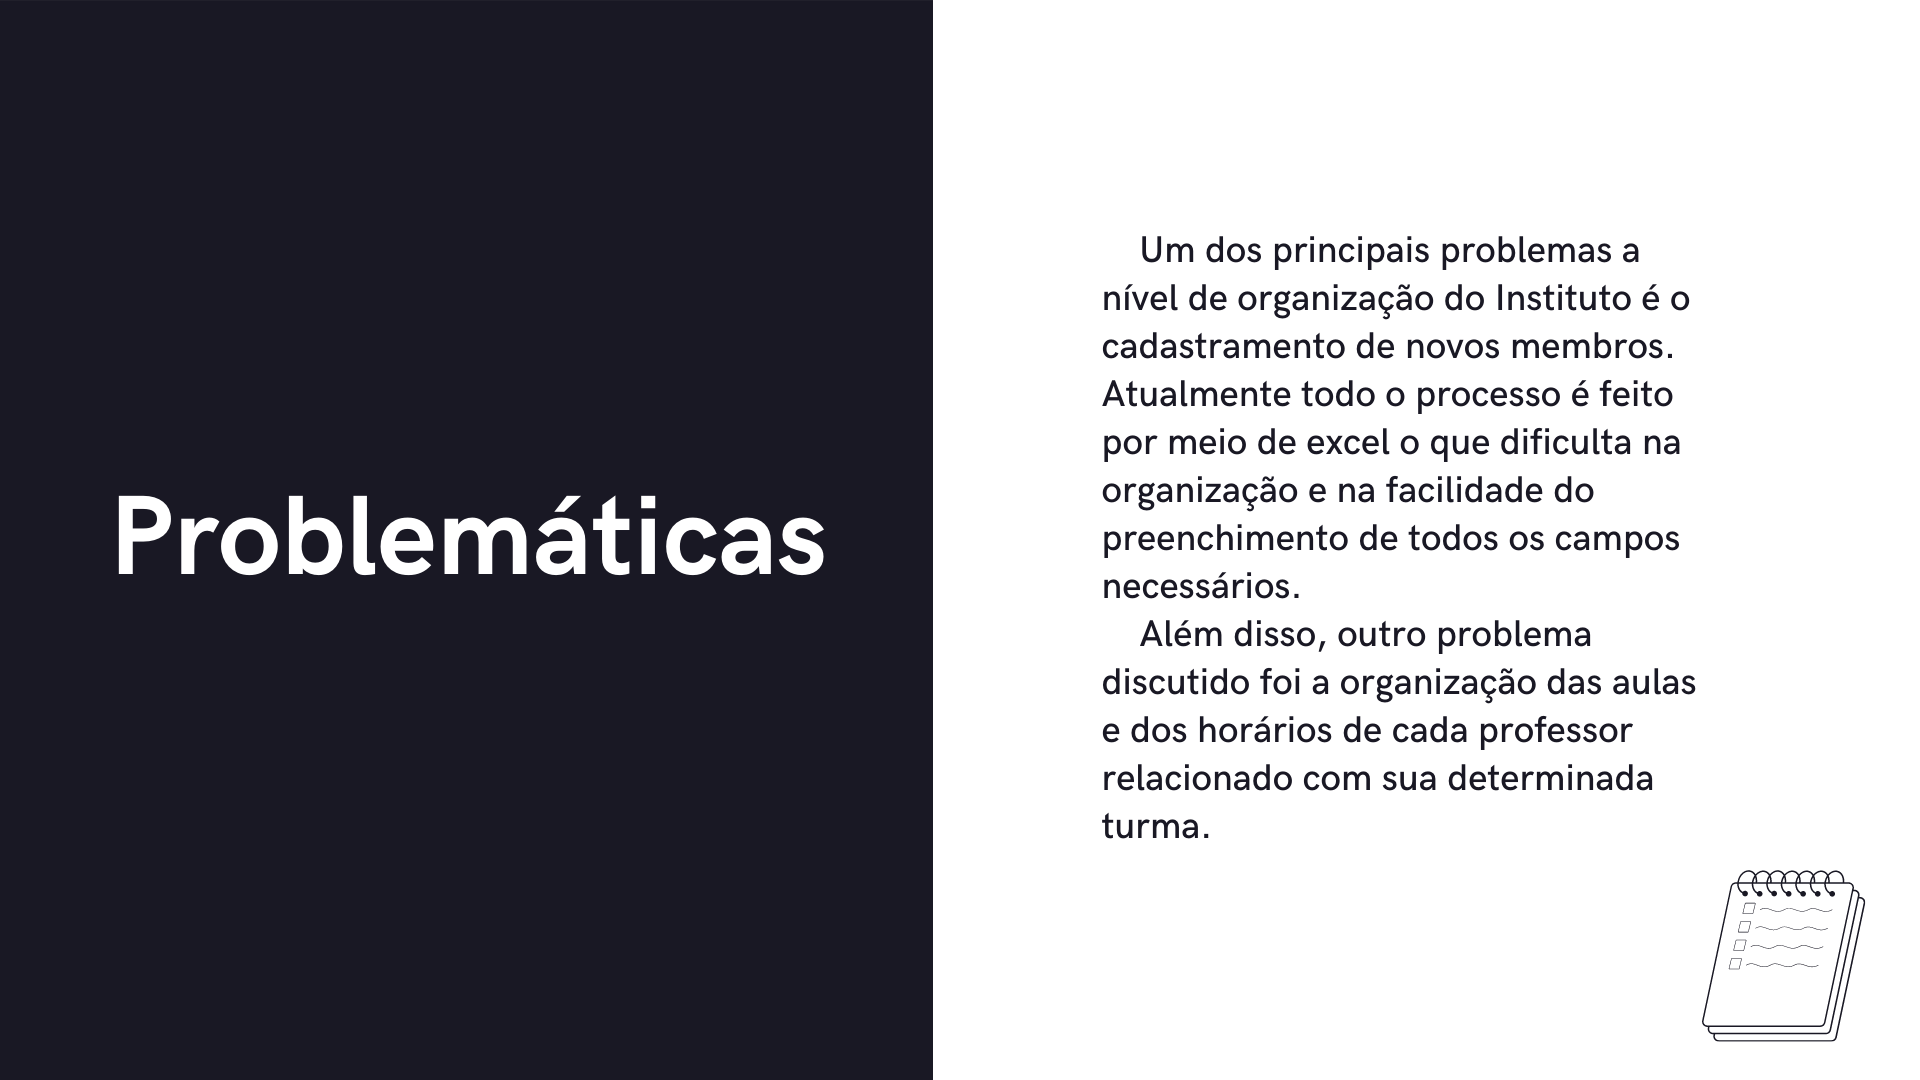 Problemáticas
Um dos principais problemas a
nível de organização do Instituto é o
cadastramento de novos membros.
Atualmente todo o processo é feito
por meio de excel o que dificulta na
organização e na facilidade do
preenchimento de todos os campos
necessários.
Além disso, outro problema
discutido foi a organização das aulas
e dos horários de cada professor
relacionado com sua determinada
turma.